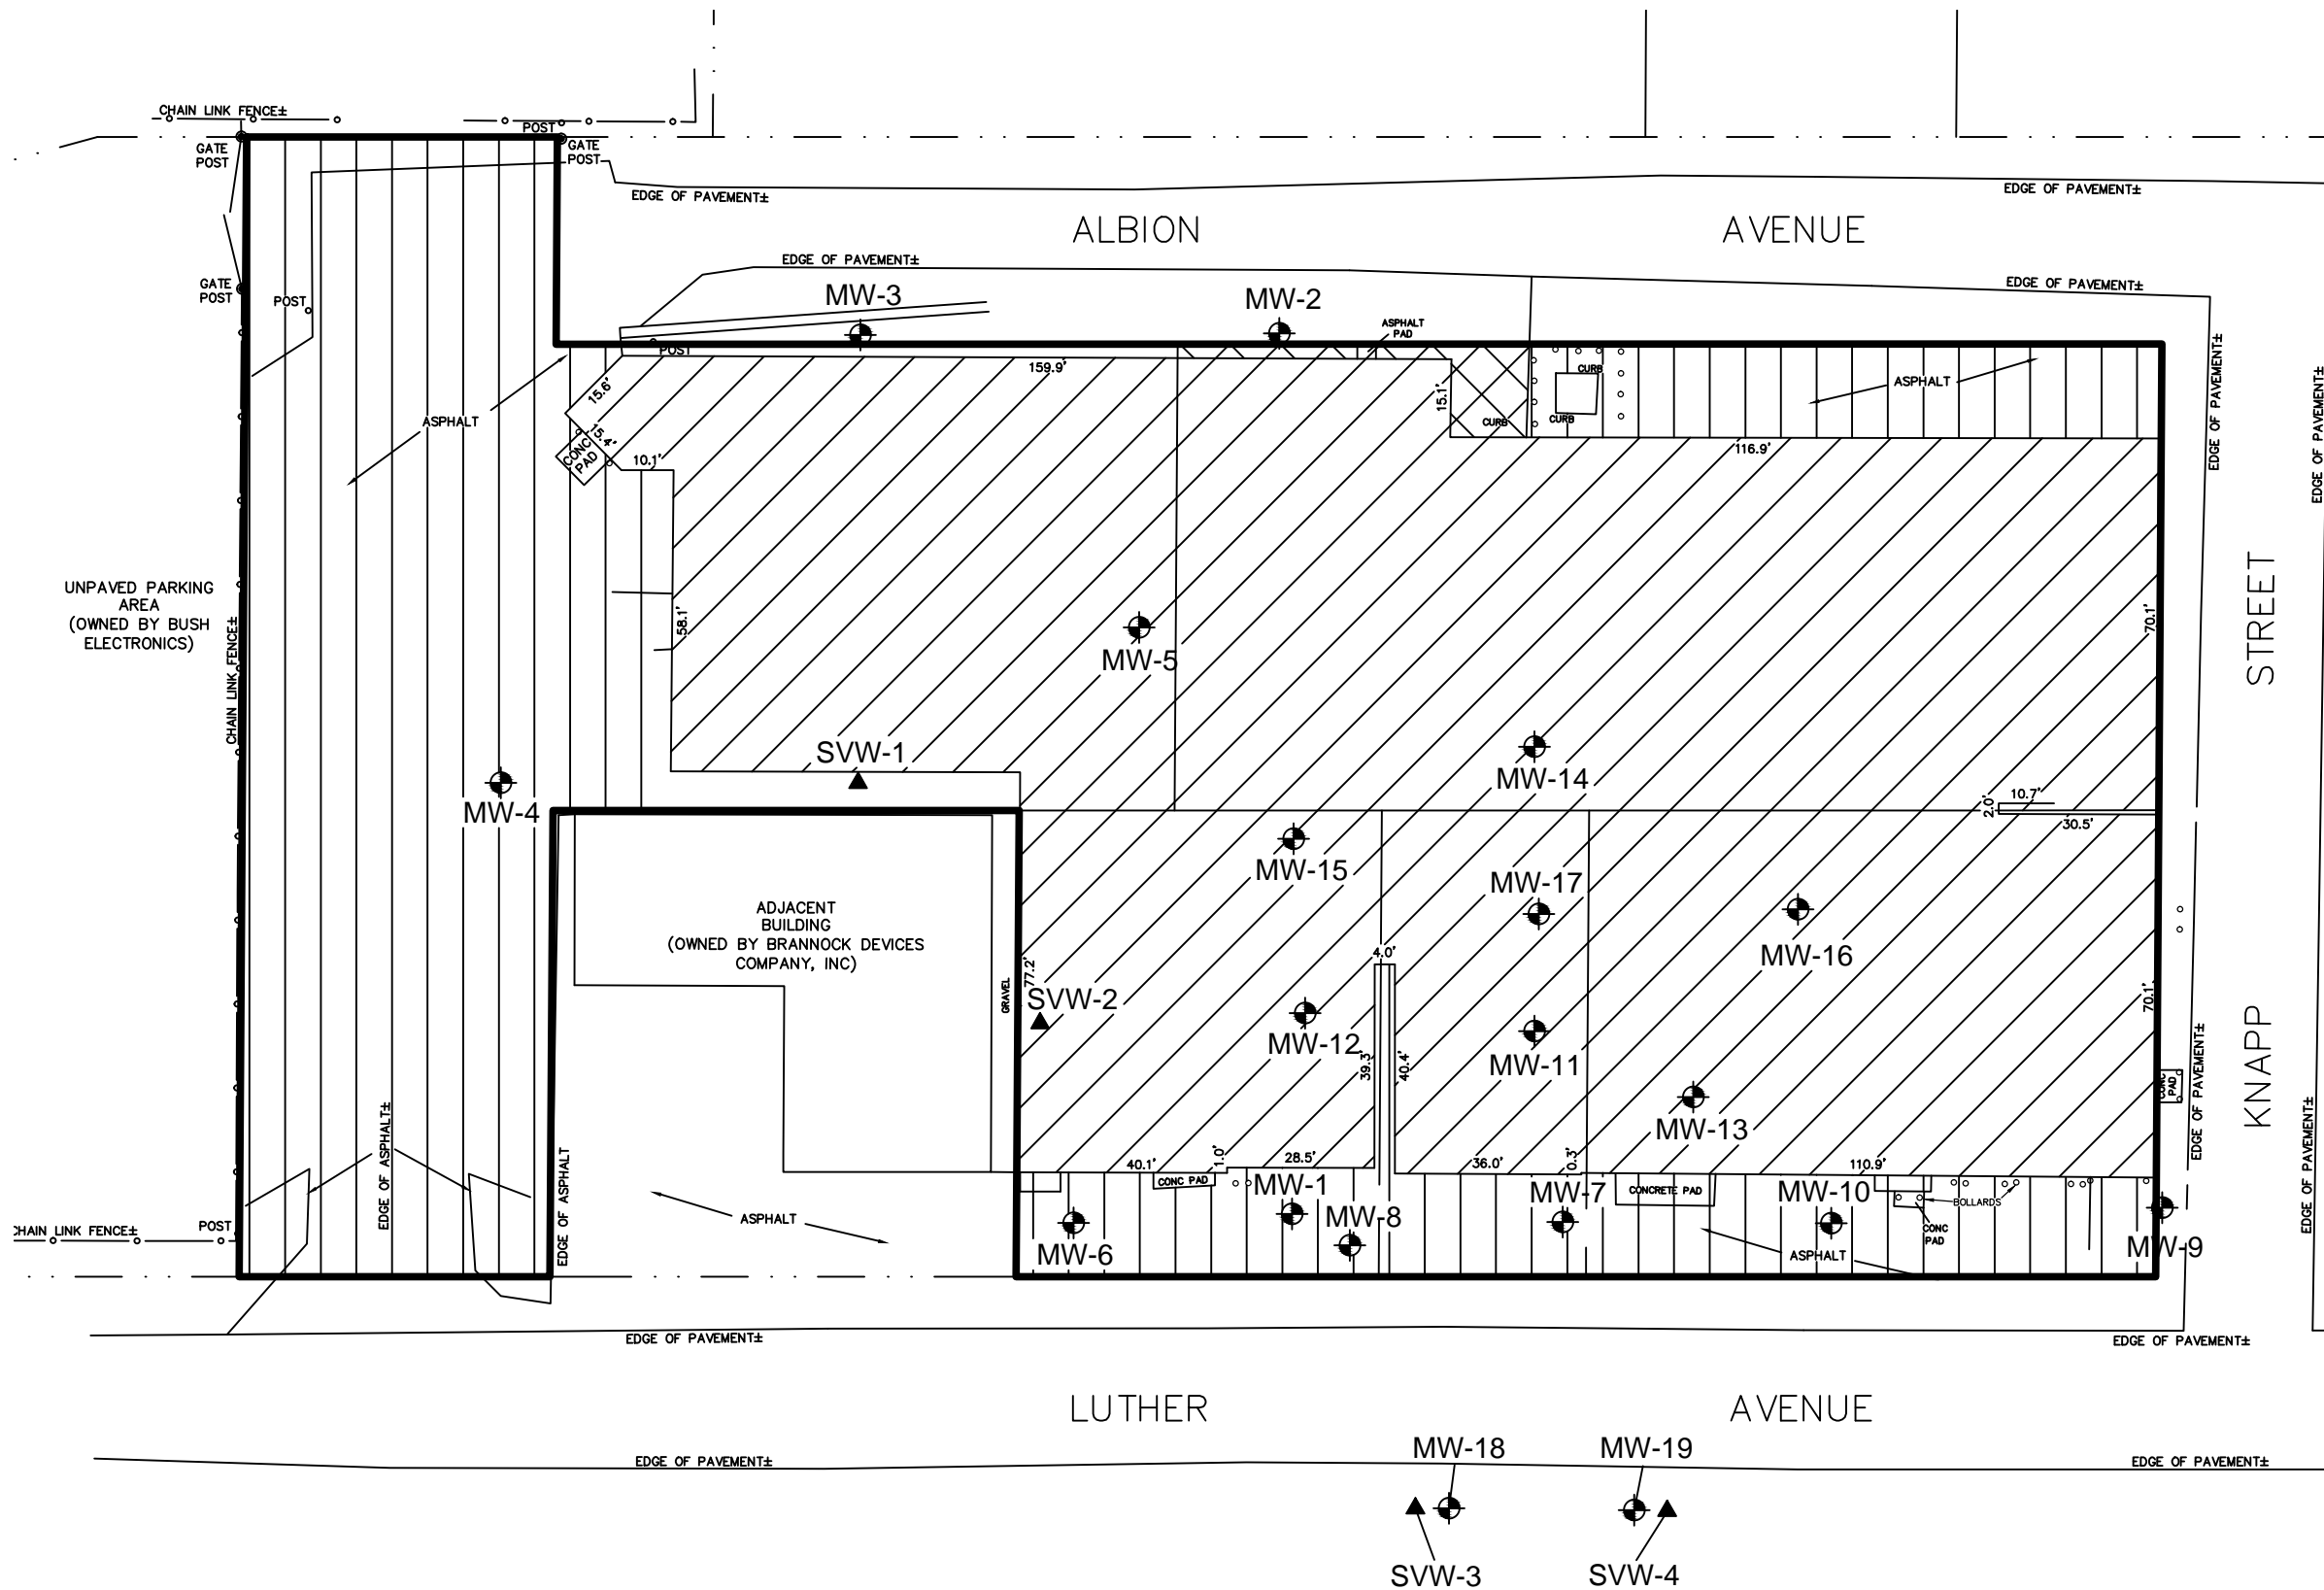 CHAIN LINK FENCE±
POST
GATE
POST
GATE
POST
EDGE OF PAVEMENT±
EDGE OF PAVEMENT±
ALBION
AVENUE
EDGE OF PAVEMENT±
EDGE OF PAVEMENT±
GATE
POST
POST
MW-3
MW-2
ASPHALT
PAD
POST
159.9'
CURB
ASPHALT
15.6'
15.1'
CURB
CURB
ASPHALT
15.4'
CONC
PAD
10.1'
116.9'
EDGE OF PAVEMENT±
EDGE OF PAVEMENT±
UNPAVED PARKING
AREA
(OWNED BY BUSH
ELECTRONICS)
CHAIN LINK FENCE±
58.1'
MW-5
70.1'
STREET
SVW-1
MW-14
MW-4
10.7'
2.0'
30.5'
MW-15
MW-17
ADJACENT
BUILDING
(OWNED BY BRANNOCK DEVICES
COMPANY, INC)
GRAVEL
77.2'
SVW-2
4.0'
MW-16
70.1'
MW-12
39.3'
40.4'
MW-11
KNAPP
CONC
PAD
MW-13
EDGE OF PAVEMENT±
EDGE OF PAVEMENT±
EDGE OF ASPHALT±
EDGE OF ASPHALT
40.1'
1.0'
28.5'
36.0'
0.3'
110.9'
CONC PAD
MW-1
MW-7
CONCRETE PAD
MW-10
BOLLARDS
CONC
PAD
MW-8
MW-6
MW-9
ASPHALT
ASPHALT
POST
CHAIN LINK FENCE±
EDGE OF PAVEMENT±
EDGE OF PAVEMENT±
LUTHER
AVENUE
MW-18
MW-19
EDGE OF PAVEMENT±
EDGE OF PAVEMENT±
SVW-3
SVW-4